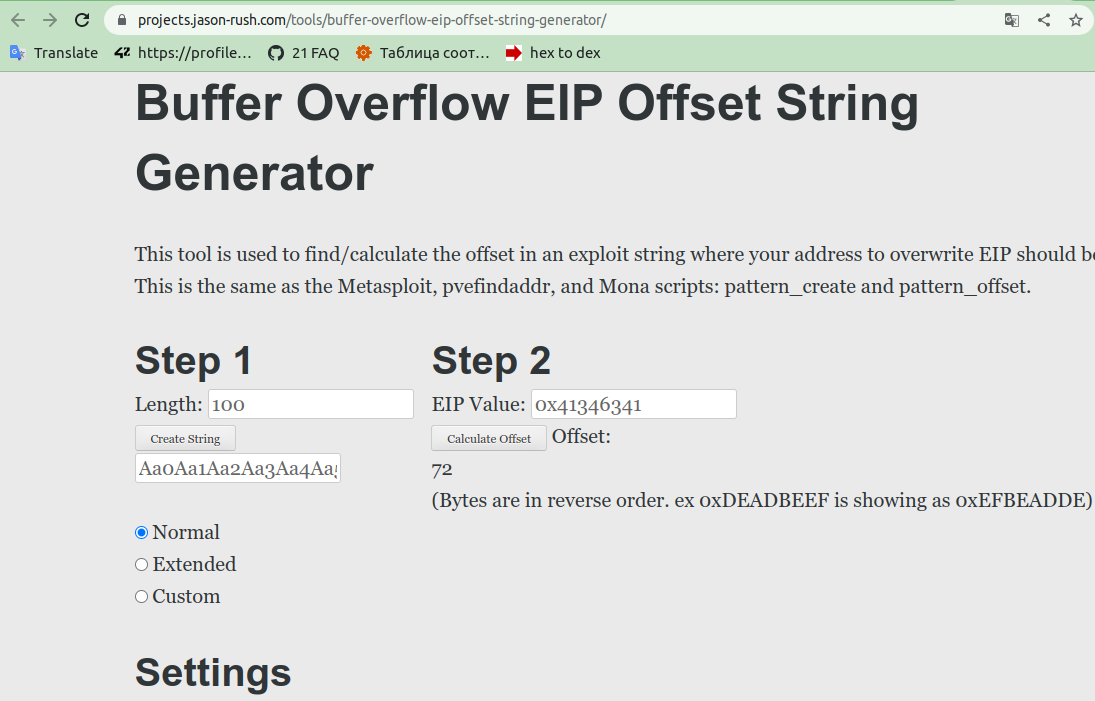 projects.jason-rush.com/tools/buffer-overflow-eip-offset-string-generator/
Translate https://profile... 21 FAQ Таблица соот... hex to dex
Buffer Overflow EIP Offset String
Generator
This tool is used to find/calculate the offset in an exploit string where your address to overwrite EIP should be
This is the same as the Metasploit, pvefindaddr, and Mona scripts: pattern_create and pattern_offset.
Step 1
Length: 100
Create String
Aa0Aa1Aa2Aa3Aa4Aa5
Normal
Extended
Custom
Step 2
EIP Value: 0x41346341
Calculate Offset Offset:
72
(Bytes are in reverse order. ex 0xDEADBEEF is showing as 0xEFBEADDE)
Settings